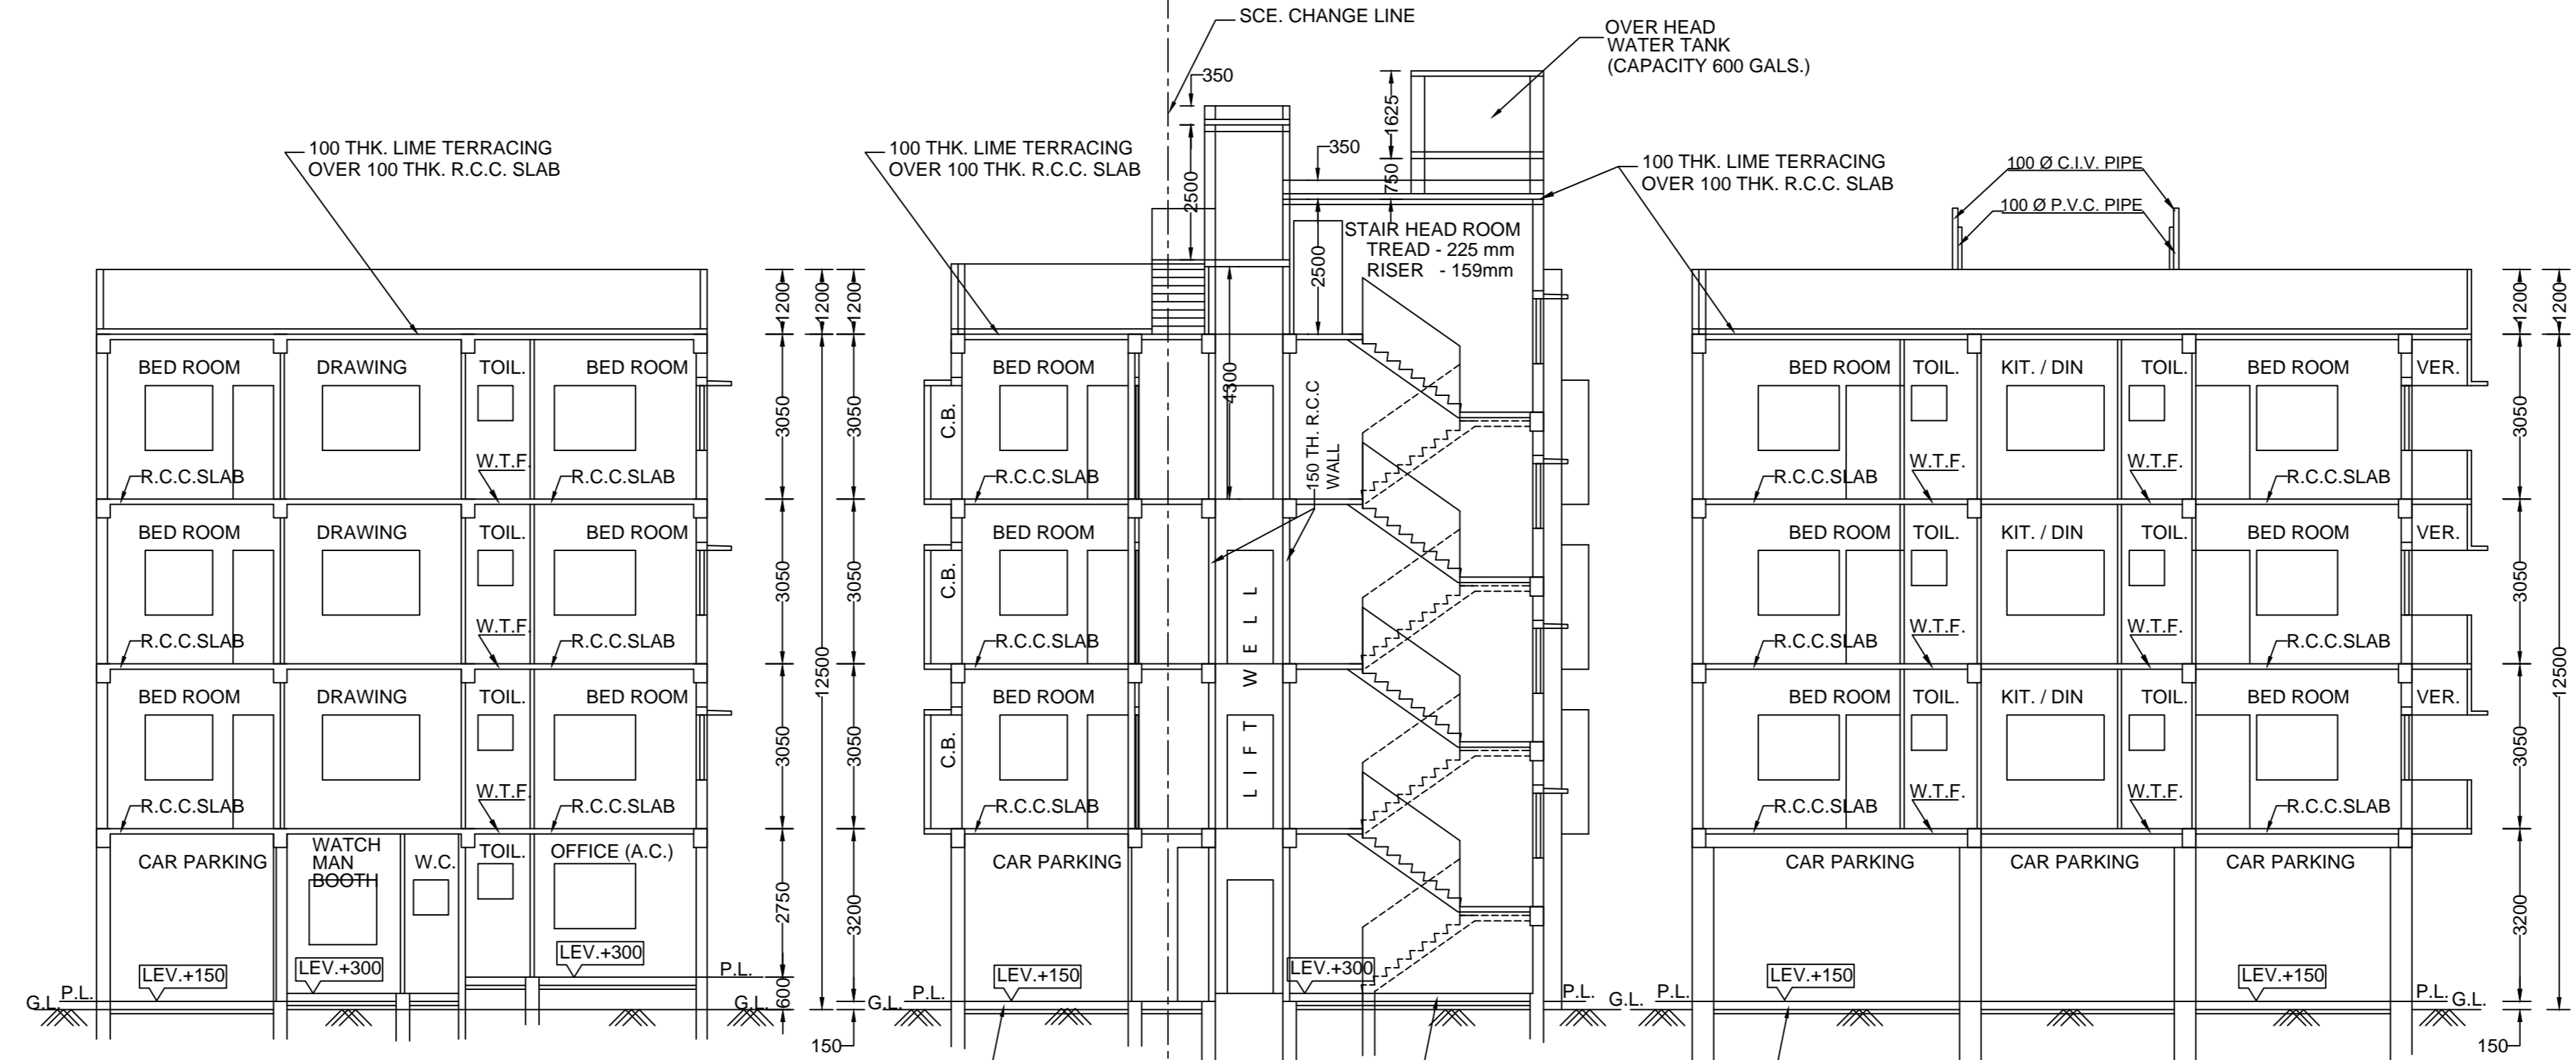 SCE. CHANGE LINE
OVER HEAD
WATER TANK
(CAPACITY 600 GALS.)
350
1625
100 THK. LIME TERRACING
OVER 100 THK. R.C.C. SLAB
100 THK. LIME TERRACING
OVER 100 THK. R.C.C. SLAB
350
100 THK. LIME TERRACING
OVER 100 THK. R.C.C. SLAB
100 Ø C.I.V. PIPE
100 Ø P.V.C. PIPE
2500
750
STAIR HEAD ROOM
TREAD - 225 mm
RISER - 159mm
2500
1200
1200
1200
1200
1200
BED ROOM
DRAWING
TOIL.
BED ROOM
W.T.F.
R.C.C.SLAB
R.C.C.SLAB
3050
3050
C.B.
BED ROOM
R.C.C.SLAB
4300
150 TH. R.C.C
WALL
BED ROOM
TOIL.
KIT. / DIN
TOIL.
BED ROOM
VER.
W.T.F.
W.T.F.
R.C.C.SLAB
R.C.C.SLAB
3050
BED ROOM
DRAWING
TOIL.
BED ROOM
W.T.F.
R.C.C.SLAB
R.C.C.SLAB
3050
12500
3050
C.B.
BED ROOM
R.C.C.SLAB
LIFT WELL
BED ROOM
TOIL.
KIT. / DIN
TOIL.
BED ROOM
VER.
W.T.F.
W.T.F.
R.C.C.SLAB
R.C.C.SLAB
3050
12500
BED ROOM
DRAWING
TOIL.
BED ROOM
W.T.F.
R.C.C.SLAB
R.C.C.SLAB
3050
3050
C.B.
BED ROOM
R.C.C.SLAB
BED ROOM
TOIL.
KIT. / DIN
TOIL.
BED ROOM
VER.
W.T.F.
W.T.F.
R.C.C.SLAB
R.C.C.SLAB
3050
CAR PARKING
WATCH
MAN
BOOTH
W.C.
TOIL.
OFFICE (A.C.)
2750
3200
CAR PARKING
CAR PARKING
CAR PARKING
CAR PARKING
3200
LEV.+150
LEV.+300
LEV.+300
P.L.
P.L.
G.L.
G.L.
600
150
LEV.+150
LEV.+300
P.L.
P.L.
G.L.
G.L.
LEV.+150
LEV.+150
P.L.
P.L.
G.L.
150